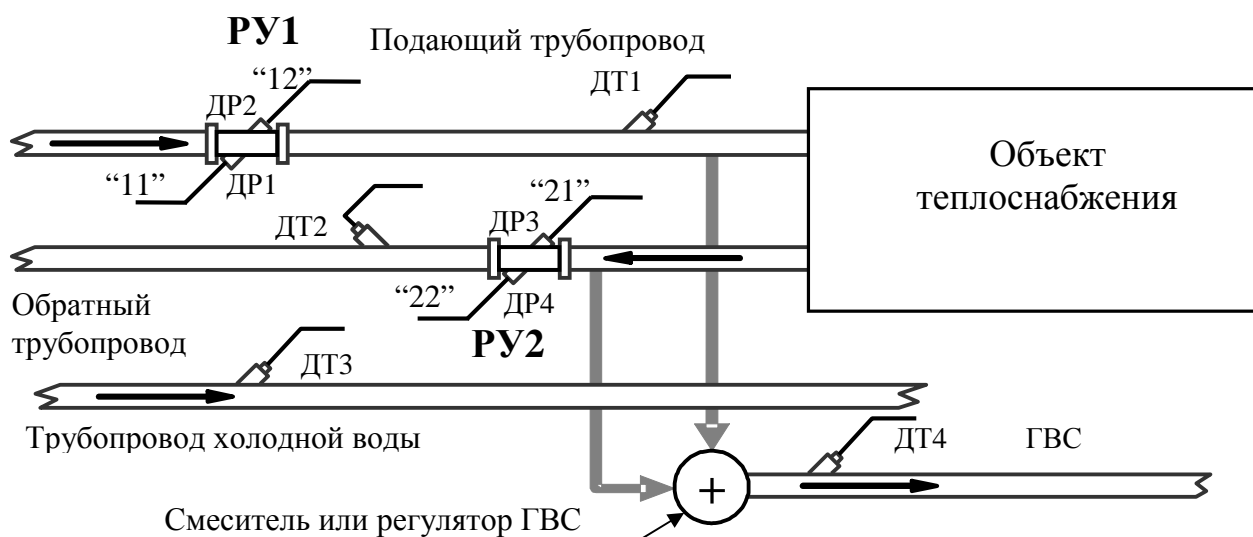 РУ1
Подающий трубопровод
“12”
ДТ1
ДР2
Объект
теплоснабжения
“11”
ДР1
“21”
ДТ2
ДР3
“22”
ДР4
Обратный
трубопровод
РУ2
ДТ3
Трубопровод холодной воды
ДТ4
ГВС
+
Смеситель или регулятор ГВС